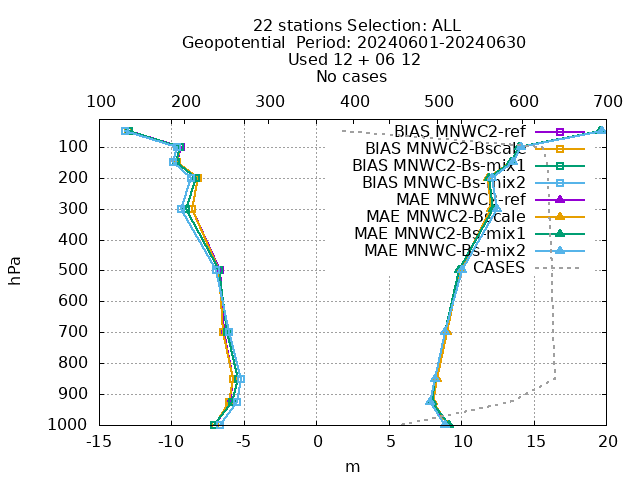 22 stations Selection: ALL
Geopotential  Period: 20240601-20240630
Used 12 + 06 12
No cases
100 200 300 400 500 600 700
BIAS MNWC2-ref
BIAS MNWC2-Bscale
BIAS MNWC2-Bs-mix1
BIAS MNWC-Bs-mix2
MAE MNWC2-ref
MAE MNWC2-Bscale
MAE MNWC2-Bs-mix1
MAE MNWC-Bs-mix2
CASES
hPa
100
200
300
400
500
600
700
800
900
1000
-15 -10 -5 0 5 10 15 20
m